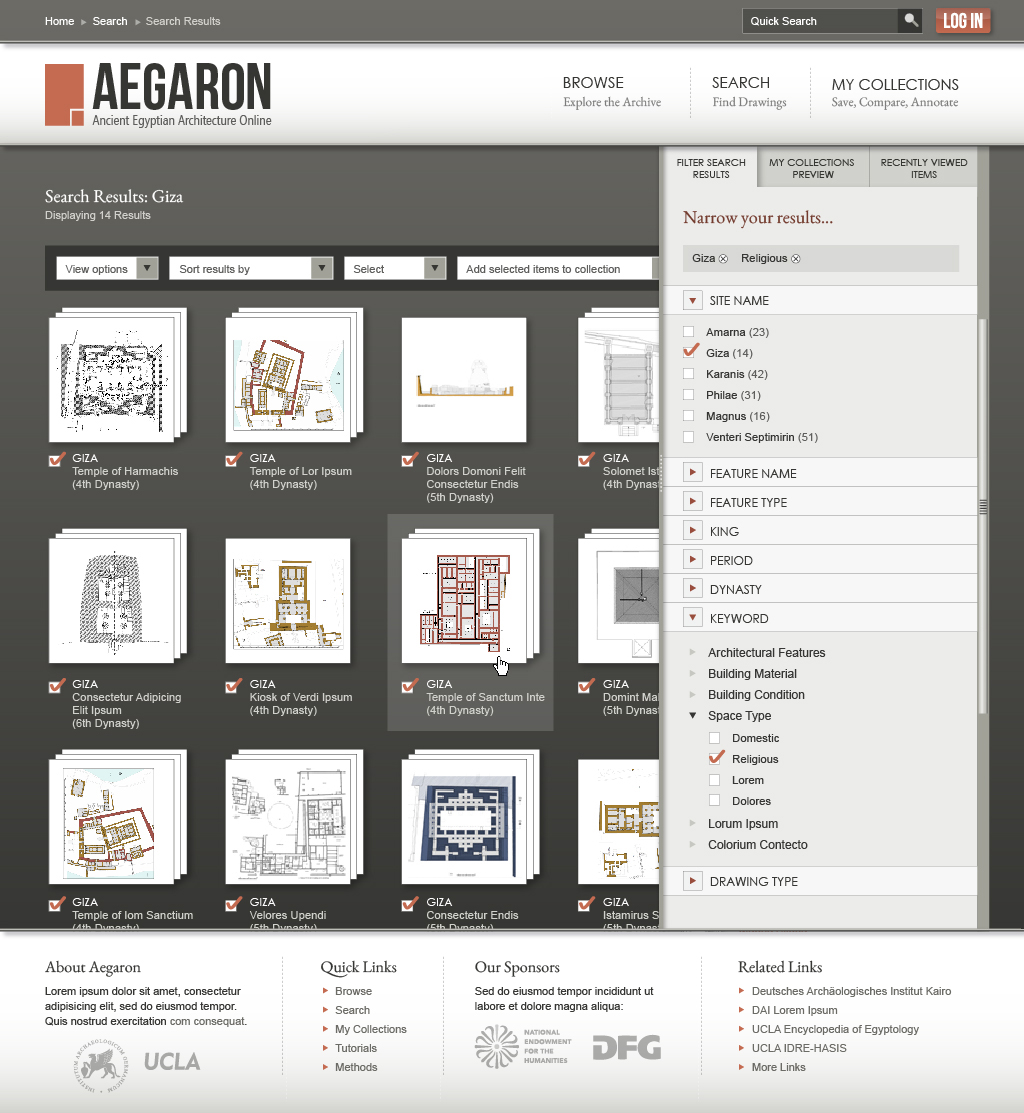 Home Search Search Results
Quick Search
LOG IN
AEGARON
Ancient Egyptian Architecture Online
BROWSE
Explore the Archive
SEARCH
Find Drawings
MY COLLECTIONS
Save, Compare, Annotate
Search Results: Giza
Displaying 14 Results
View options
Sort results by
Select
Add selected items to collection
GIZA
Temple of Harmachis
(4th Dynasty)
GIZA
Temple of Lor Ipsum
(4th Dynasty)
GIZA
Dolors Domoni Felit
Consectetur Endis
(5th Dynasty)
GIZA
Solomet Ist
(4th Dynas
GIZA
Consectetur Adipicing
Elit Ipsum
(6th Dynasty)
GIZA
Kiosk of Verdi Ipsum
(4th Dynasty)
GIZA
Temple of Sanctum Inte
(4th Dynasty)
GIZA
Domint Mal
(5th Dynast
GIZA
Temple of Iom Sanctium
(4th Dynasty)
GIZA
Velores Upendi
(5th Dynasty)
GIZA
Consectetur Endis
(5th Dynasty)
GIZA
Istamirus S
(5th Dynast
FILTER SEARCH
RESULTS
MY COLLECTIONS
PREVIEW
RECENTLY VIEWED
ITEMS
Narrow your results...
Giza Religious
SITE NAME
Amarna (23)
Giza (14)
Karanis (42)
Philae (31)
Magnus (16)
Venteri Septimirin (51)
FEATURE NAME
FEATURE TYPE
KING
PERIOD
DYNASTY
KEYWORD
Architectural Features
Building Material
Building Condition
Space Type
Domestic
Religious
Lorem
Dolores
Lorum Ipsum
Colorium Contecto
DRAWING TYPE
About Aegaron
Lorem ipsum dolor sit amet, consectetur
adipisicing elit, sed do eiusmod tempor.
Quis nostrud exercitation com consequat.
UCLA
Quick Links
Browse
Search
My Collections
Tutorials
Methods
Our Sponsors
Sed do eiusmod tempor incididunt ut
labore et dolore magna aliqua:
NATIONAL
ENDOWMENT
FOR THE
HUMANITIES
DFG
Related Links
Deutsches Archäologisches Institut Kairo
DAI Lorem Ipsum
UCLA Encyclopedia of Egyptology
UCLA IDRE-HASIS
More Links